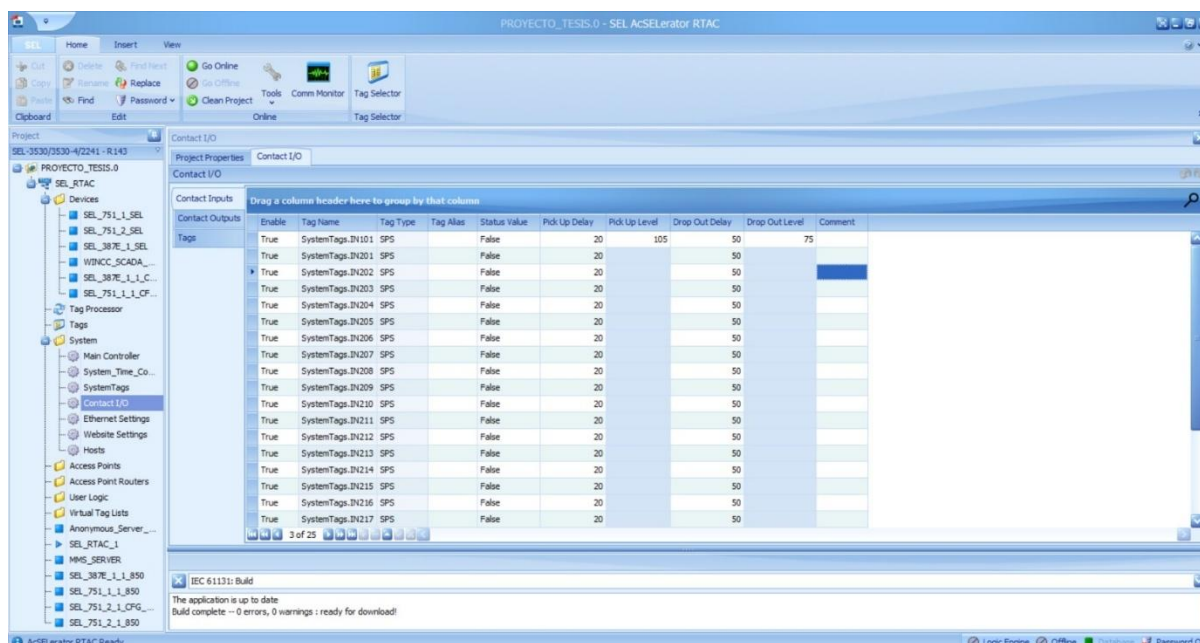 PROYECTO_TESIS.0 - SEL AcSELerator RTAC
SEL Home Insert View
Cut Delete Find Next Go Online
Copy Rename Replace Go Offline Tools Comm Monitor Tag Selector
Paste Find Password Clean Project
Clipboard Edit Online Tag Selector
Project
SEL-3530/3530-4/2241 - R143
PROYECTO_TESIS.0
SEL_RTAC
Devices
SEL_751_1_SEL
SEL_751_2_SEL
SEL_387E_1_SEL
WINCC_SCADA_...
SEL_387E_1_1_C...
SEL_751_1_1_CF...
Tag Processor
Tags
System
Main Controller
System_Time_Co...
SystemTags
Contact I/O
Ethernet Settings
Website Settings
Hosts
Access Points
Access Point Routers
User Logic
Virtual Tag Lists
Anonymous_Server_...
SEL_RTAC_1
MMS_SERVER
SEL_387E_1_1_850
SEL_751_1_1_850
SEL_751_2_1_CFG_...
SEL_751_2_1_850
Contact I/O
Project Properties Contact I/O
Contact I/O
Contact Inputs
Contact Outputs
Tags
Drag a column header here to group by that column
Enable Tag Name Tag Type Tag Alias Status Value Pick Up Delay Pick Up Level Drop Out Delay Drop Out Level Comment
True SystemTags.IN101 SPS False 20 105 50 75
True SystemTags.IN201 SPS False 20 50
True SystemTags.IN202 SPS False 20 50
True SystemTags.IN203 SPS False 20 50
True SystemTags.IN204 SPS False 20 50
True SystemTags.IN205 SPS False 20 50
True SystemTags.IN206 SPS False 20 50
True SystemTags.IN207 SPS False 20 50
True SystemTags.IN208 SPS False 20 50
True SystemTags.IN209 SPS False 20 50
True SystemTags.IN210 SPS False 20 50
True SystemTags.IN211 SPS False 20 50
True SystemTags.IN212 SPS False 20 50
True SystemTags.IN213 SPS False 20 50
True SystemTags.IN214 SPS False 20 50
True SystemTags.IN215 SPS False 20 50
True SystemTags.IN216 SPS False 20 50
True SystemTags.IN217 SPS False 20 50
3 of 25
IEC 61131: Build
The application is up to date
Build complete -- 0 errors, 0 warnings : ready for download!
AcSELerator RTAC Ready Logic Engine Offline Database Password